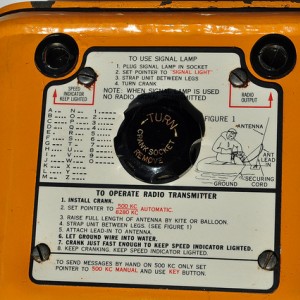 TO USE SIGNAL LAMP
1. PLUG SIGNAL LAMP IN SOCKET
2. SET POINTER TO "SIGNAL LIGHT"
3. STRAP UNIT BETWEEN LEGS
4. TURN CRANK
NOTE: WHEN SIGNAL LAMP IS USED
NO RADIO TRANSMITTED
SPEED
INDICATOR
KEEP LIGHTED
RADIO
OUTPUT
TURN
CRANK SOCKET
REMOVE
FIGURE 1
ANTENNA
ANT
LEAD
IN
SECURING
CORD
TO OPERATE RADIO TRANSMITTER
1. INSTALL CRANK.
2. SET POINTER TO 500 KC AUTOMATIC.
8280 KC
3. RAISE FULL LENGTH OF ANTENNA BY KITE OR BALLOON.
4. STRAP UNIT BETWEEN LEGS. (SEE FIGURE 1)
5. ATTACH LEAD-IN TO ANTENNA.
6. LET GROUND WIRE INTO WATER.
7. CRANK JUST FAST ENOUGH TO KEEP SPEED INDICATOR LIGHTED.
8. KEEP CRANKING. KEEP SPEED INDICATOR LIGHTED.
TO SEND MESSAGES BY HAND ON 500 KC ONLY SET
POINTER TO 500 KC MANUAL AND USE KEY BUTTON.